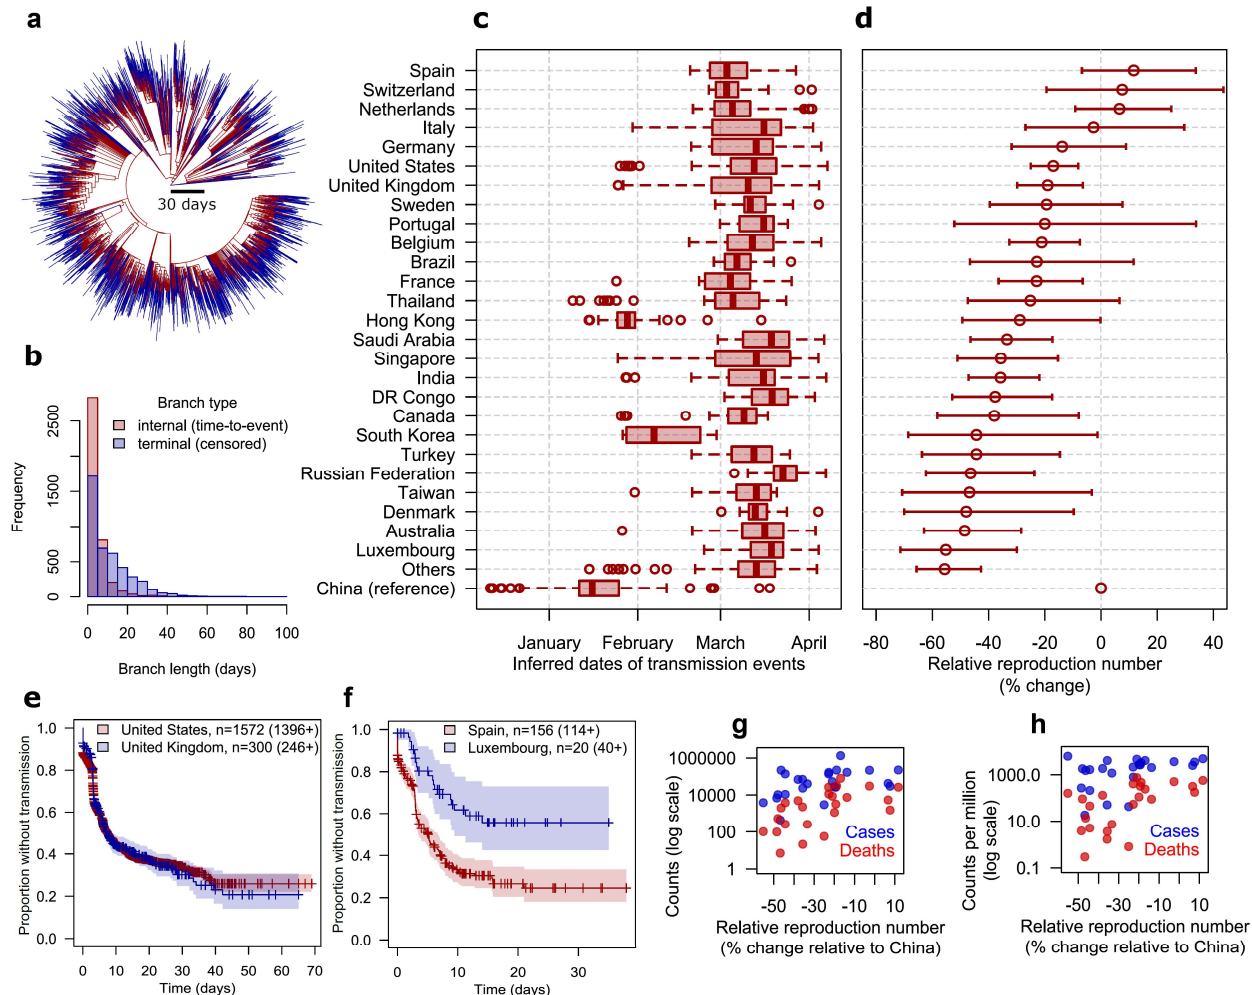 a
30 days
b
Branch type
internal (time-to-event)
terminal (censored)
Frequency
2500
1500
500
0
0 20 40 60 80 100
Branch length (days)
c
Spain
Switzerland
Netherlands
Italy
Germany
United States
United Kingdom
Sweden
Portugal
Belgium
Brazil
France
Thailand
Hong Kong
Saudi Arabia
Singapore
India
DR Congo
Canada
South Korea
Turkey
Russian Federation
Taiwan
Denmark
Australia
Luxembourg
Others
China (reference)
January February March April
Inferred dates of transmission events
d
-80 -60 -40 -20 0 20 40
Relative reproduction number
(% change)
e
United States, n=1572 (1396+)
United Kingdom, n=300 (246+)
Proportion without transmission
1.0
0.8
0.6
0.4
0.2
0.0
0 10 20 30 40 50 60 70
Time (days)
f
Spain, n=156 (114+)
Luxembourg, n=20 (40+)
Proportion without transmission
1.0
0.8
0.6
0.4
0.2
0.0
0 10 20 30
Time (days)
g
Counts (log scale)
1000000
10000
100
1
Cases
Deaths
-50 -30 -10 10
Relative reproduction number
(% change relative to China)
h
Counts per million
(log scale)
1000.0
10.0
0.1
Cases
Deaths
-50 -30 -10 10
Relative reproduction number
(% change relative to China)